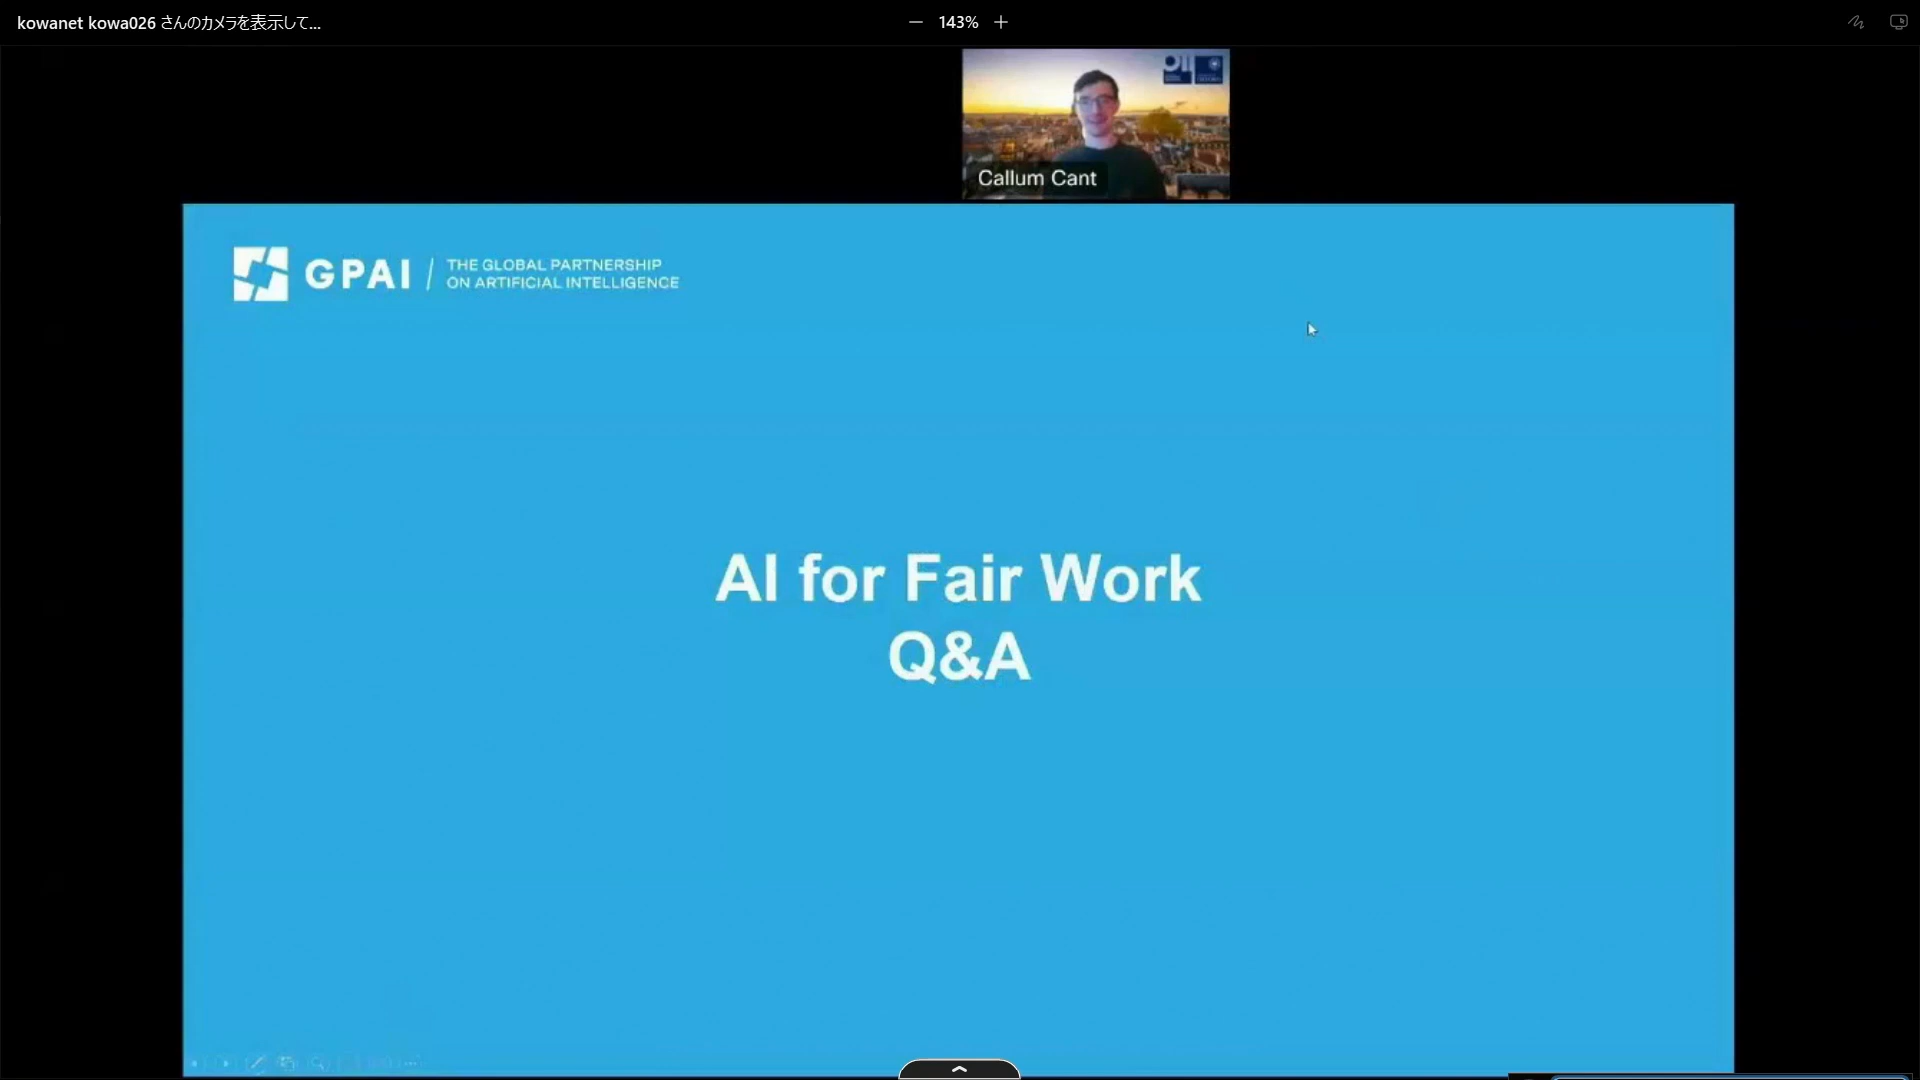 kowanet kowa026 さんのカメラを表示して...
143%
Callum Cant
GPAI
THE GLOBAL PARTNERSHIP
ON ARTIFICIAL INTELLIGENCE
AI for Fair Work
Q&A